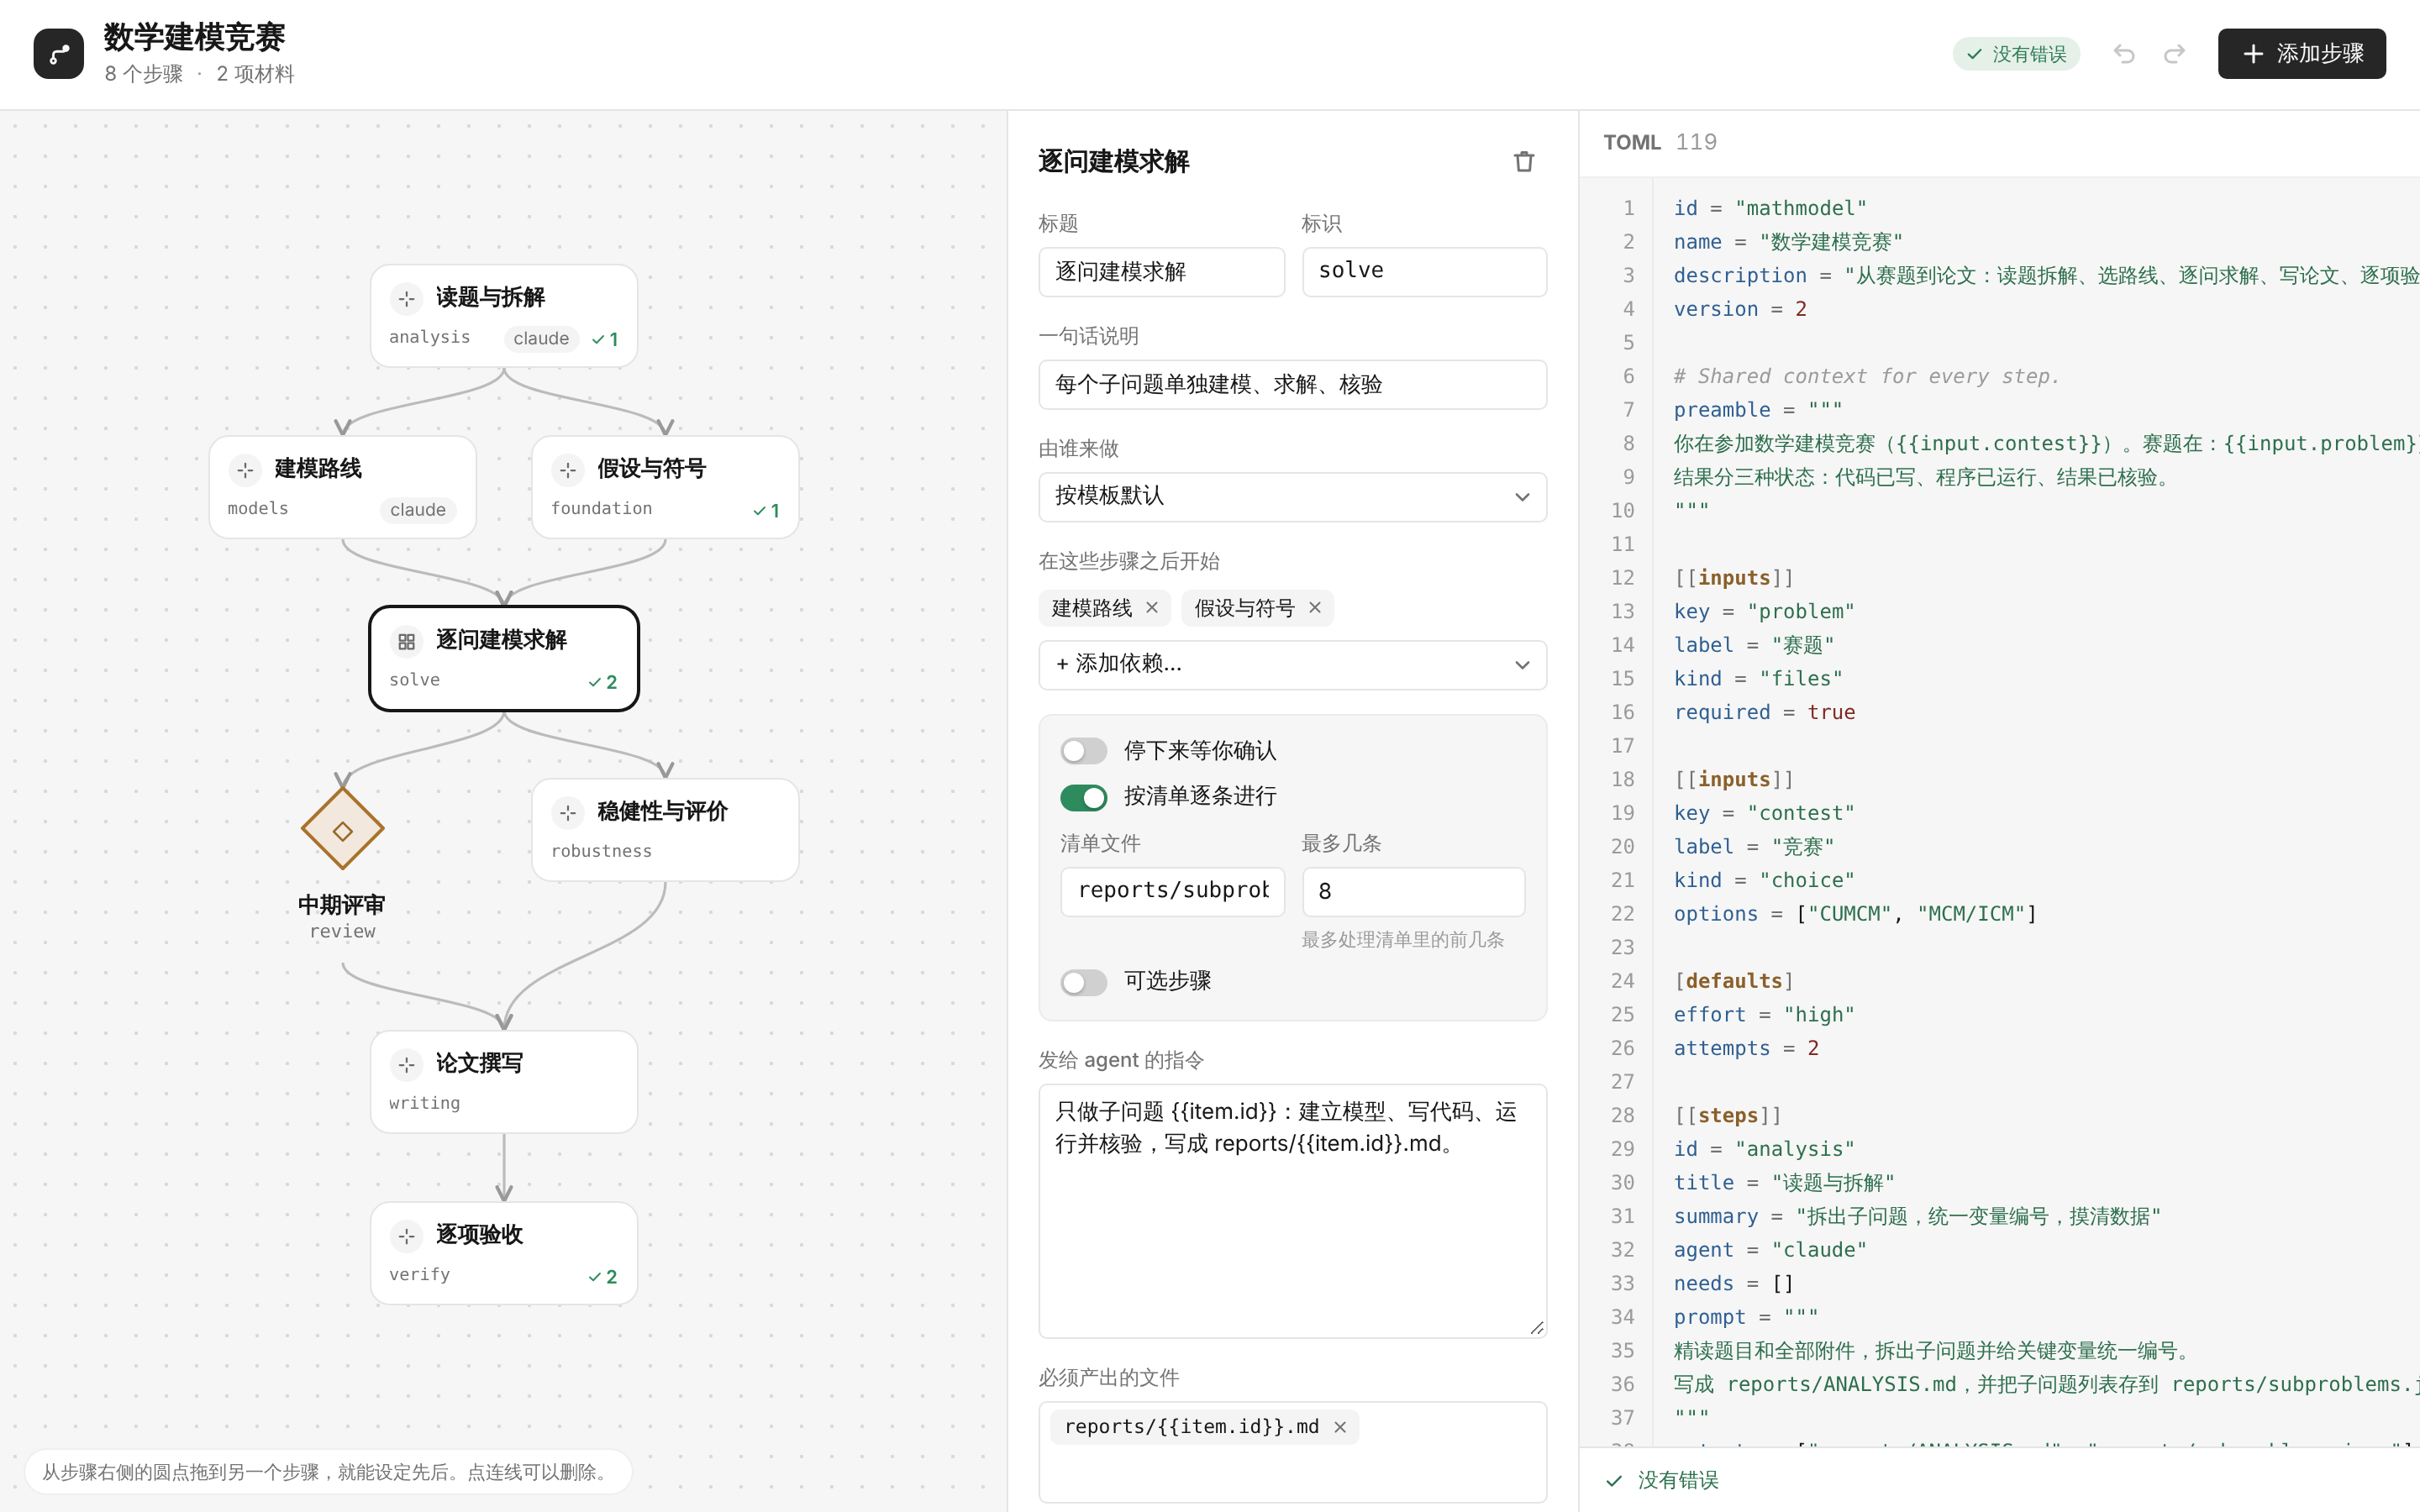 数学建模竞赛
8 个步骤 · 2 项材料
没有错误
添加步骤
读题与拆解
analysis claude 1
建模路线
models claude
假设与符号
foundation 1
逐问建模求解
solve 2
中期评审
review
稳健性与评价
robustness
论文撰写
writing
逐项验收
verify 2
从步骤右侧的圆点拖到另一个步骤，就能设定先后。点连线可以删除。
逐问建模求解
标题 标识
逐问建模求解 solve
一句话说明
每个子问题单独建模、求解、核验
由谁来做
按模板默认
在这些步骤之后开始
建模路线 × 假设与符号 ×
+ 添加依赖...
停下来等你确认
按清单逐条进行
清单文件 最多几条
reports/subprob 8
最多处理清单里的前几条
可选步骤
发给 agent 的指令
只做子问题 {{item.id}}：建立模型、写代码、运
行并核验，写成 reports/{{item.id}}.md。
必须产出的文件
reports/{{item.id}}.md ×
TOML 119
1 id = "mathmodel"
2 name = "数学建模竞赛"
3 description = "从赛题到论文：读题拆解、选路线、逐问求解、写论文、逐项验
4 version = 2
5
6 # Shared context for every step.
7 preamble = """
8 你在参加数学建模竞赛（{{input.contest}}）。赛题在：{{input.problem}
9 结果分三种状态：代码已写、程序已运行、结果已核验。
10 """
11
12 [[inputs]]
13 key = "problem"
14 label = "赛题"
15 kind = "files"
16 required = true
17
18 [[inputs]]
19 key = "contest"
20 label = "竞赛"
21 kind = "choice"
22 options = ["CUMCM", "MCM/ICM"]
23
24 [defaults]
25 effort = "high"
26 attempts = 2
27
28 [[steps]]
29 id = "analysis"
30 title = "读题与拆解"
31 summary = "拆出子问题，统一变量编号，摸清数据"
32 agent = "claude"
33 needs = []
34 prompt = """
35 精读题目和全部附件，拆出子问题并给关键变量统一编号。
36 写成 reports/ANALYSIS.md，并把子问题列表存到 reports/subproblems.j
37 """
没有错误